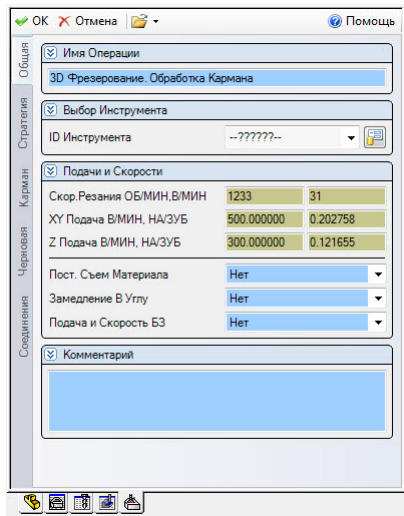 OK Отмена Помощь
Общая
Стратегия
Карман
Черновая
Соединения
Имя Операции
3D Фрезерование. Обработка Кармана
Выбор Инструмента
ID Инструмента --??????--
Подачи и Скорости
Скор.Резания ОБ/МИН,В/МИН 1233 31
XY Подача В/МИН, НА/ЗУБ 500.000000 0.202758
Z Подача В/МИН, НА/ЗУБ 300.000000 0.121655
Пост. Съем Материала Нет
Замедление В Углу Нет
Подача и Скорость БЗ Нет
Комментарий